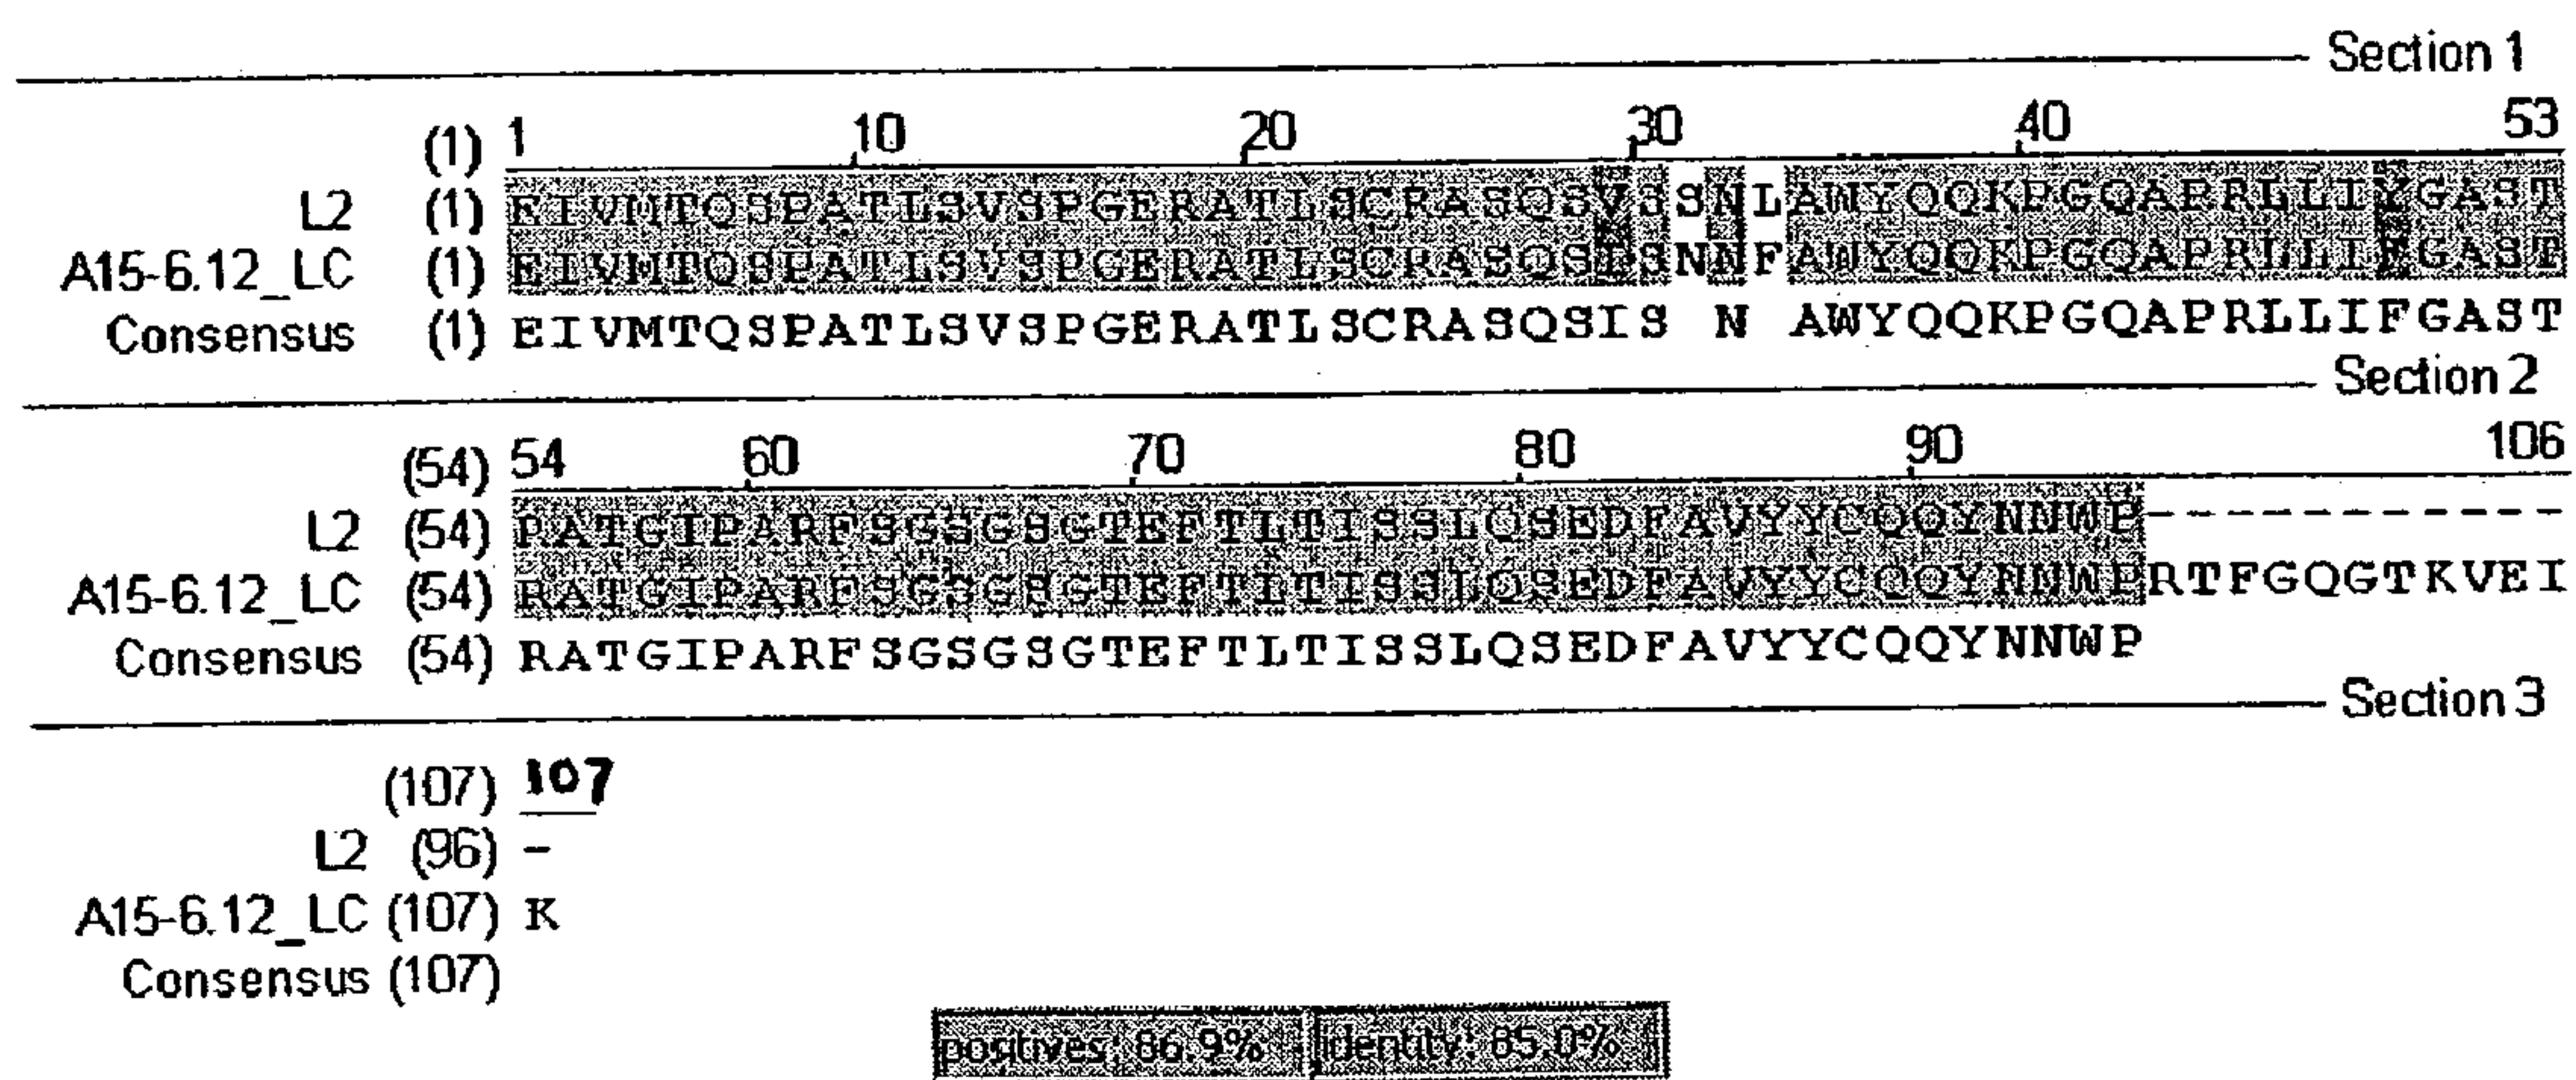 Section 1
(1) 1 10 20 30 40 53
L2 (1) EIVMTQSPATLSVSPGERATLSCRASQSVSSNLAWYQQKPGQAPRLLIYGAST
A15-6.12_LC (1) EIVMTQSPATLSVSPGERATLSCRASQSISNNFAWYQQKPGQAPRLLIFGAST
Consensus (1) EIVMTQSPATLSVSPGERATLSCRASQSIS N AWYQQKPGQAPRLLIFGAST
Section 2
(54) 54 60 70 80 90 106
L2 (54) RATGIPARFSGSGSGTEFTLTISSLQSEDFAVYYCQQYNNWP-----------
A15-6.12_LC (54) RATGIPARFSGSGSGTEFTLTISSLQSEDFAVYYCQQYNNWPRTFGQGTKVEI
Consensus (54) RATGIPARFSGSGSGTEFTLTISSLQSEDFAVYYCQQYNNWP
Section 3
(107) 107
L2 (96) -
A15-6.12_LC (107) K
Consensus (107)
positives: 86.9% identity: 85.0%